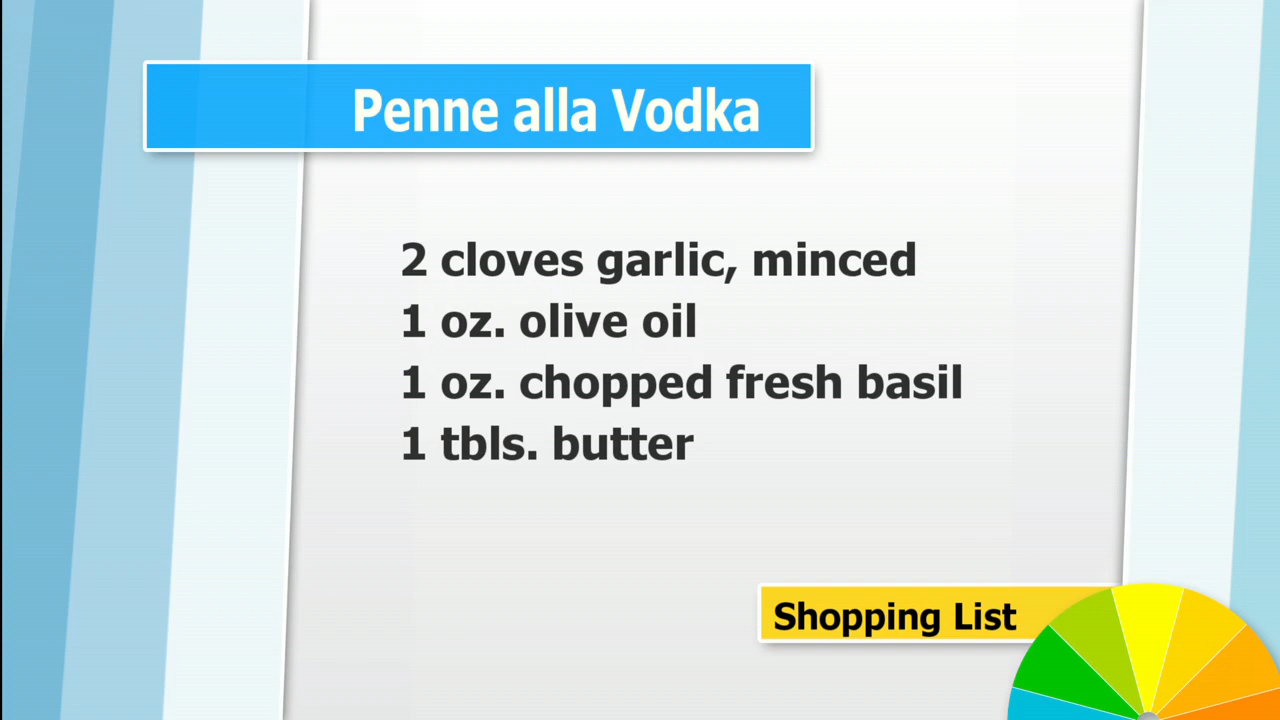 Penne alla Vodka
2 cloves garlic, minced
1 oz. olive oil
1 oz. chopped fresh basil
1 tbls. butter
Shopping List